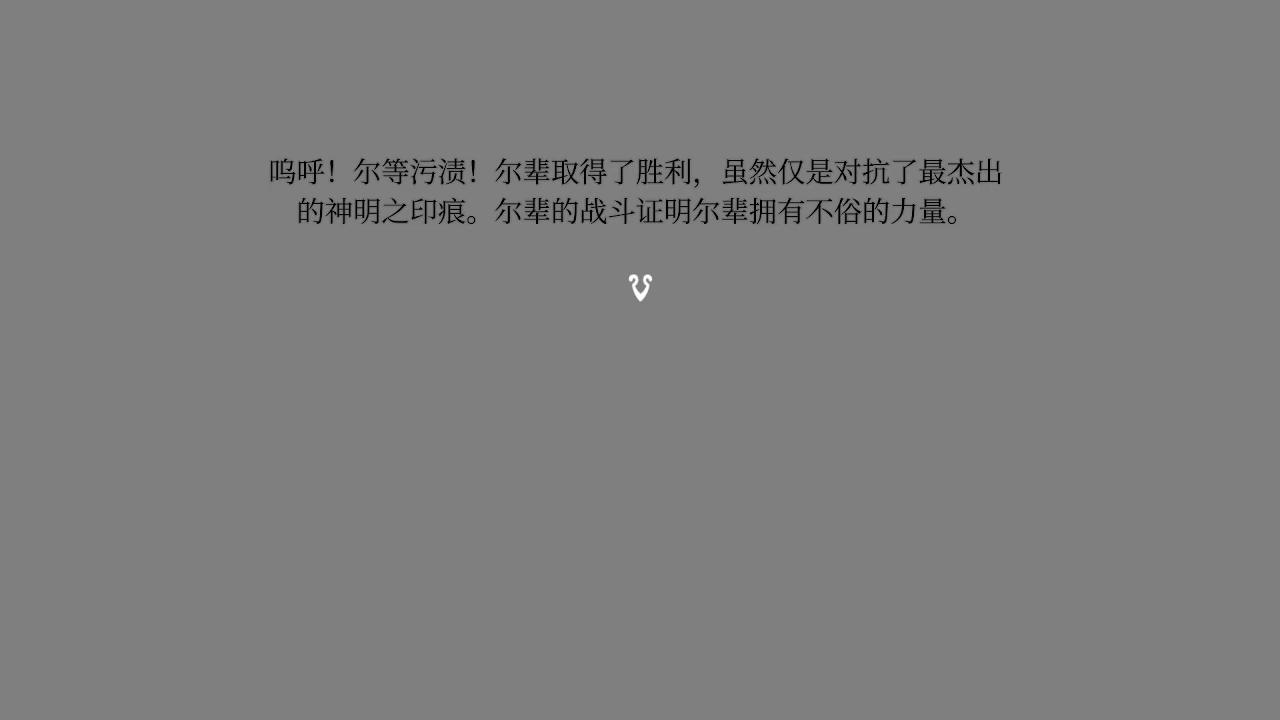 呜呼！尔等污渍！尔辈取得了胜利，虽然仅是对抗了最杰出
的神明之印痕。尔辈的战斗证明尔辈拥有不俗的力量。